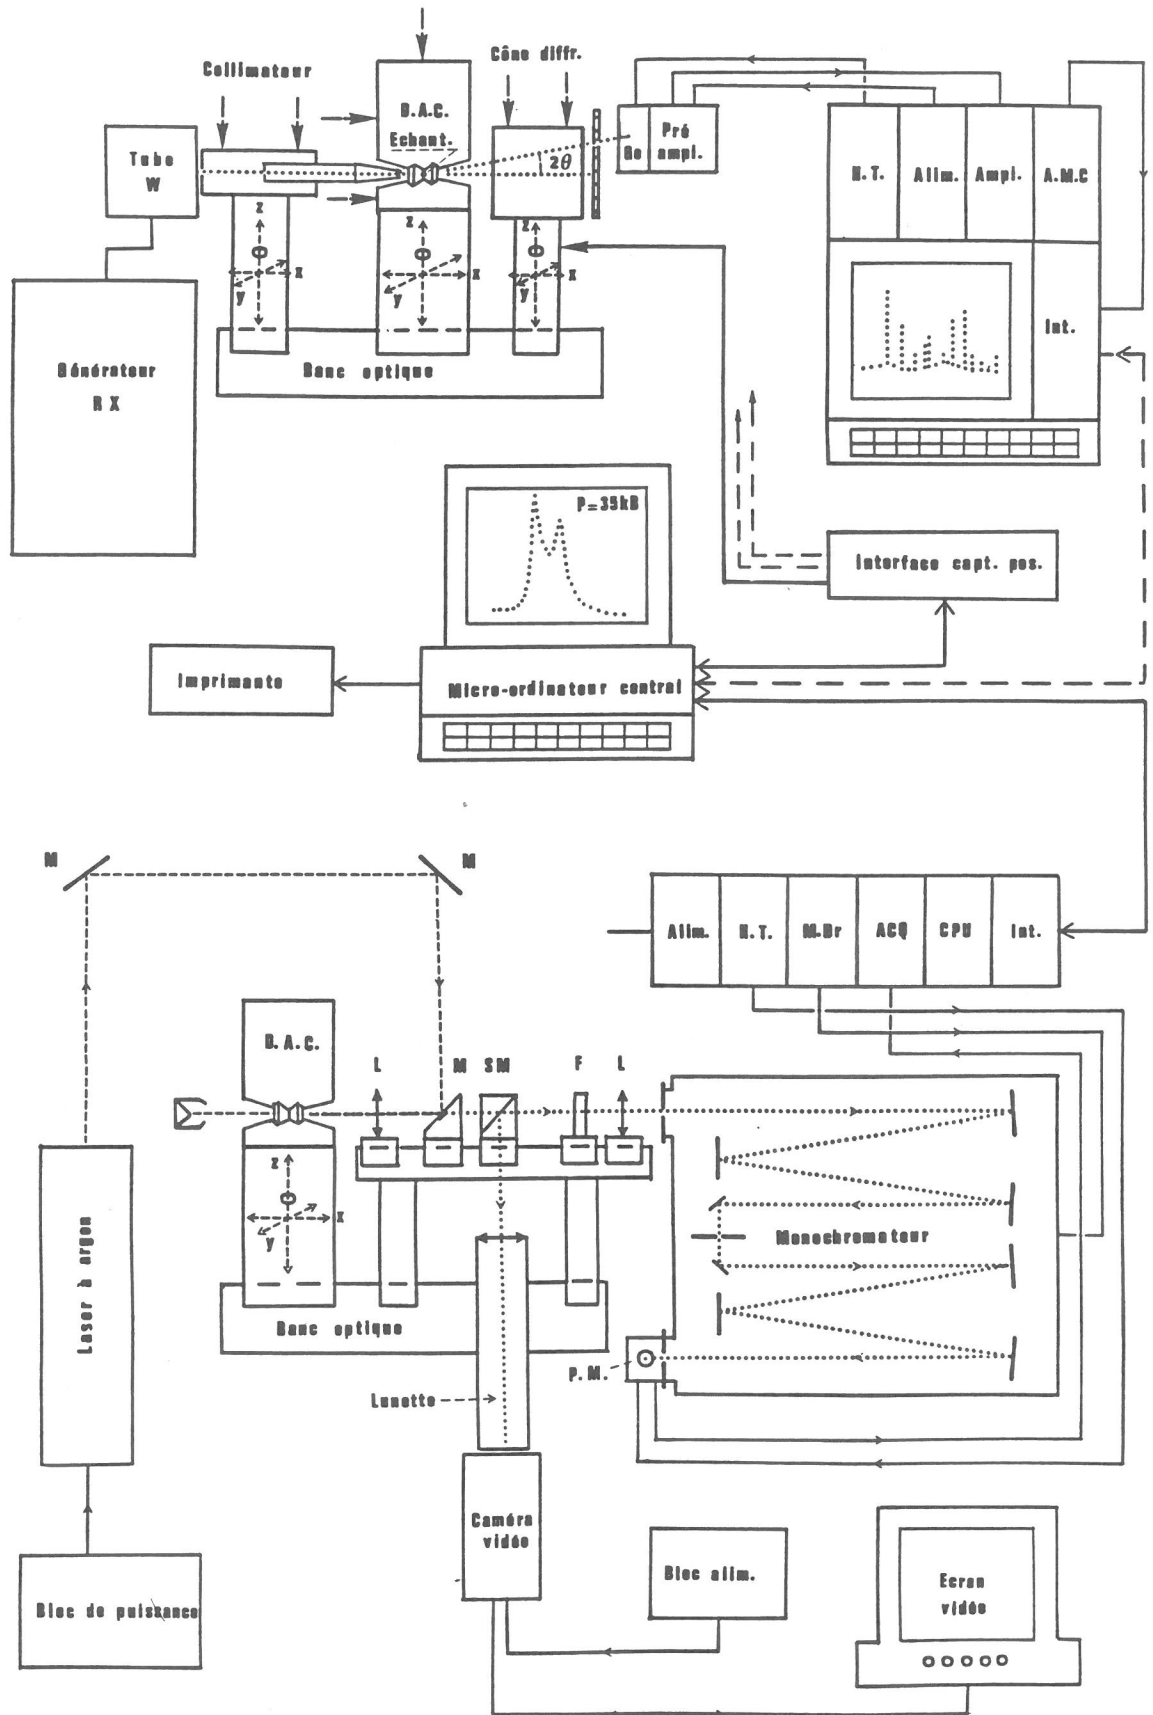 Collimateur
Cône diffr.
D.A.C.
Echant.
Tube
W
2θ
Ge
Pré
ampl.
H.T.
Alim.
Ampl.
A.M.C
z
x
y
z
x
y
z
x
y
Int.
Générateur
RX
Banc optique
P=35kB
Interface capt. pos.
Imprimante
Micro-ordinateur central
M
M
Alim.
H.T.
M.Dr
ACQ
CPU
Int.
D.A.C.
L
M
SM
F
L
z
x
y
Monochromateur
Laser à argon
Banc optique
P.M.
Lunette
Caméra
vidéo
Bloc alim.
Ecran
vidéo
Bloc de puissance